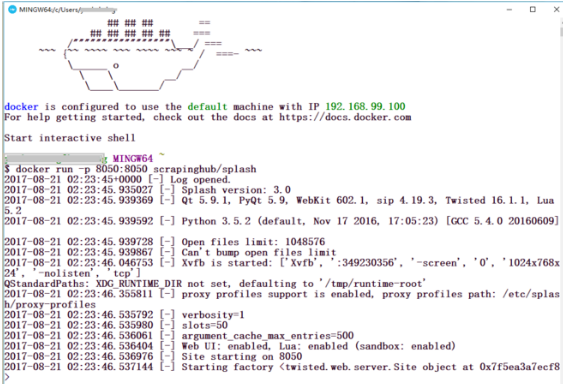 MINGW64:/c/Users/
docker is configured to use the default machine with IP 192.168.99.100
For help getting started, check out the docs at https://docs.docker.com
Start interactive shell
MINGW64 ~
$ docker run -p 8050:8050 scrapinghub/splash
2017-08-21 02:23:45+0000 [-] Log opened.
2017-08-21 02:23:45.935027 [-] Splash version: 3.0
2017-08-21 02:23:45.939369 [-] Qt 5.9.1, PyQt 5.9, WebKit 602.1, sip 4.19.3, Twisted 16.1.1, Lua
5.2
2017-08-21 02:23:45.939592 [-] Python 3.5.2 (default, Nov 17 2016, 17:05:23) [GCC 5.4.0 20160609]
2017-08-21 02:23:45.939728 [-] Open files limit: 1048576
2017-08-21 02:23:45.939867 [-] Can't bump open files limit
2017-08-21 02:23:46.046753 [-] Xvfb is started: ['Xvfb', ':349230356', '-screen', '0', '1024x768x
24', '-nolisten', 'tcp']
QStandardPaths: XDG_RUNTIME_DIR not set, defaulting to '/tmp/runtime-root'
2017-08-21 02:23:46.355811 [-] proxy profiles support is enabled, proxy profiles path: /etc/splas
h/proxy-profiles
2017-08-21 02:23:46.535792 [-] verbosity=1
2017-08-21 02:23:46.535980 [-] slots=50
2017-08-21 02:23:46.536061 [-] argument_cache_max_entries=500
2017-08-21 02:23:46.536404 [-] Web UI: enabled, Lua: enabled (sandbox: enabled)
2017-08-21 02:23:46.536976 [-] Site starting on 8050
2017-08-21 02:23:46.537144 [-] Starting factory <twisted.web.server.Site object at 0x7f5ea3a7ecf8
>